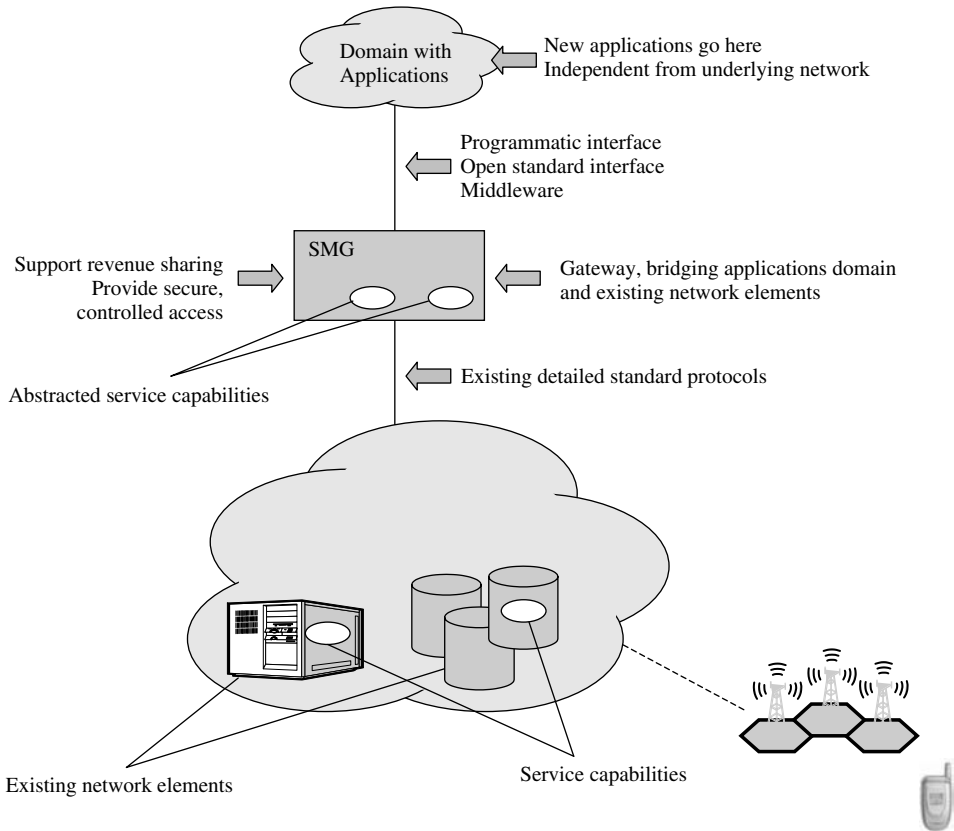 Domain with
Applications
New applications go here
Independent from underlying network
Programmatic interface
Open standard interface
Middleware
SMG
Support revenue sharing
Provide secure,
controlled access
Gateway, bridging applications domain
and existing network elements
Abstracted service capabilities
Existing detailed standard protocols
Existing network elements
Service capabilities